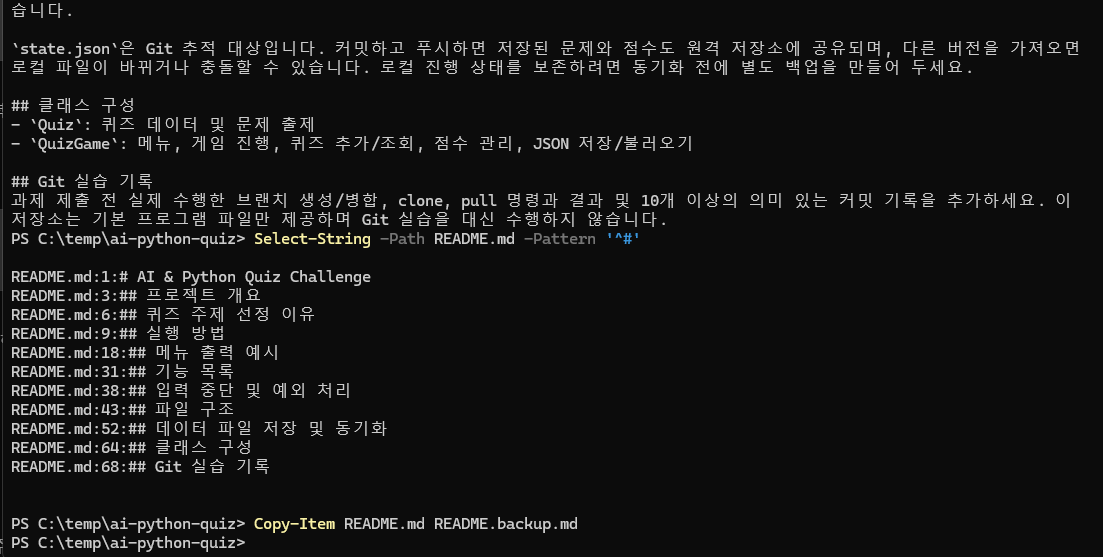 습니다.
`state.json`은 Git 추적 대상입니다. 커밋하고 푸시하면 저장된 문제와 점수도 원격 저장소에 공유되며, 다른 버전을 가져오면
로컬 파일이 바뀌거나 충돌할 수 있습니다. 로컬 진행 상태를 보존하려면 동기화 전에 별도 백업을 만들어 두세요.
## 클래스 구성
- `Quiz`: 퀴즈 데이터 및 문제 출제
- `QuizGame`: 메뉴, 게임 진행, 퀴즈 추가/조회, 점수 관리, JSON 저장/불러오기
## Git 실습 기록
과제 제출 전 실제 수행한 브랜치 생성/병합, clone, pull 명령과 결과 및 10개 이상의 의미 있는 커밋 기록을 추가하세요. 이
저장소는 기본 프로그램 파일만 제공하며 Git 실습을 대신 수행하지 않습니다.
PS C:\temp\ai-python-quiz> Select-String -Path README.md -Pattern '^#'
README.md:1:# AI & Python Quiz Challenge
README.md:3:## 프로젝트 개요
README.md:6:## 퀴즈 주제 선정 이유
README.md:9:## 실행 방법
README.md:18:## 메뉴 출력 예시
README.md:31:## 기능 목록
README.md:38:## 입력 중단 및 예외 처리
README.md:43:## 파일 구조
README.md:52:## 데이터 파일 저장 및 동기화
README.md:64:## 클래스 구성
README.md:68:## Git 실습 기록
PS C:\temp\ai-python-quiz> Copy-Item README.md README.backup.md
PS C:\temp\ai-python-quiz>